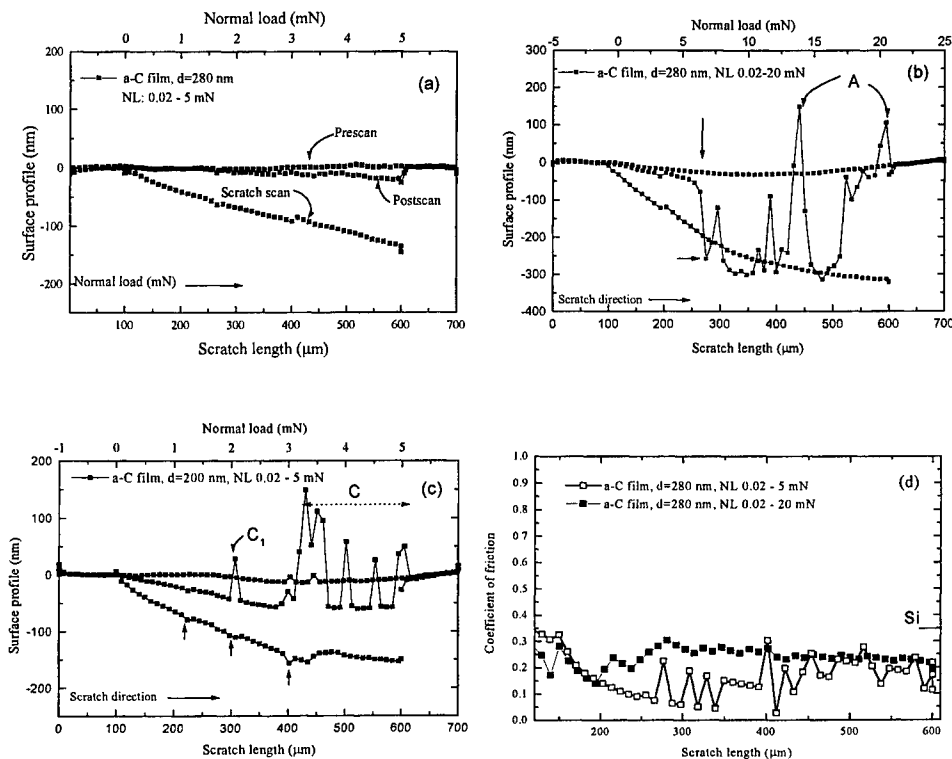 Normal load (mN)
0 1 2 3 4 5
200
100
0
-100
-200
Surface profile (nm)
a-C film, d=280 nm
NL: 0.02 - 5 mN
(a)
Prescan
Scratch scan
Postscan
Normal load (mN)
100 200 300 400 500 600 700
Scratch length (μm)
Normal load (mN)
-5 0 5 10 15 20 25
300
200
100
0
-100
-200
-300
-400
Surface profile (nm)
a-C film, d=280 nm, NL 0.02-20 mN
(b)
A
Scratch direction
0 100 200 300 400 500 600 700
Scratch length (μm)
Normal load (mN)
-1 0 1 2 3 4 5
200
150
100
50
0
-50
-100
-200
Surface profile (nm)
a-C film, d=200 nm, NL 0.02 - 5 mN
(c)
C
C1
Scratch direction
0 100 200 300 400 500 600 700
Scratch length (μm)
1.0
0.9
0.8
0.7
0.6
0.5
0.4
0.3
0.2
0.1
0.0
Coefficient of friction
a-C film, d=280 nm, NL 0.02 - 5 mN
a-C film, d=280 nm, NL 0.02 - 20 mN
(d)
Si
200 300 400 500 600
Scratch length (μm)